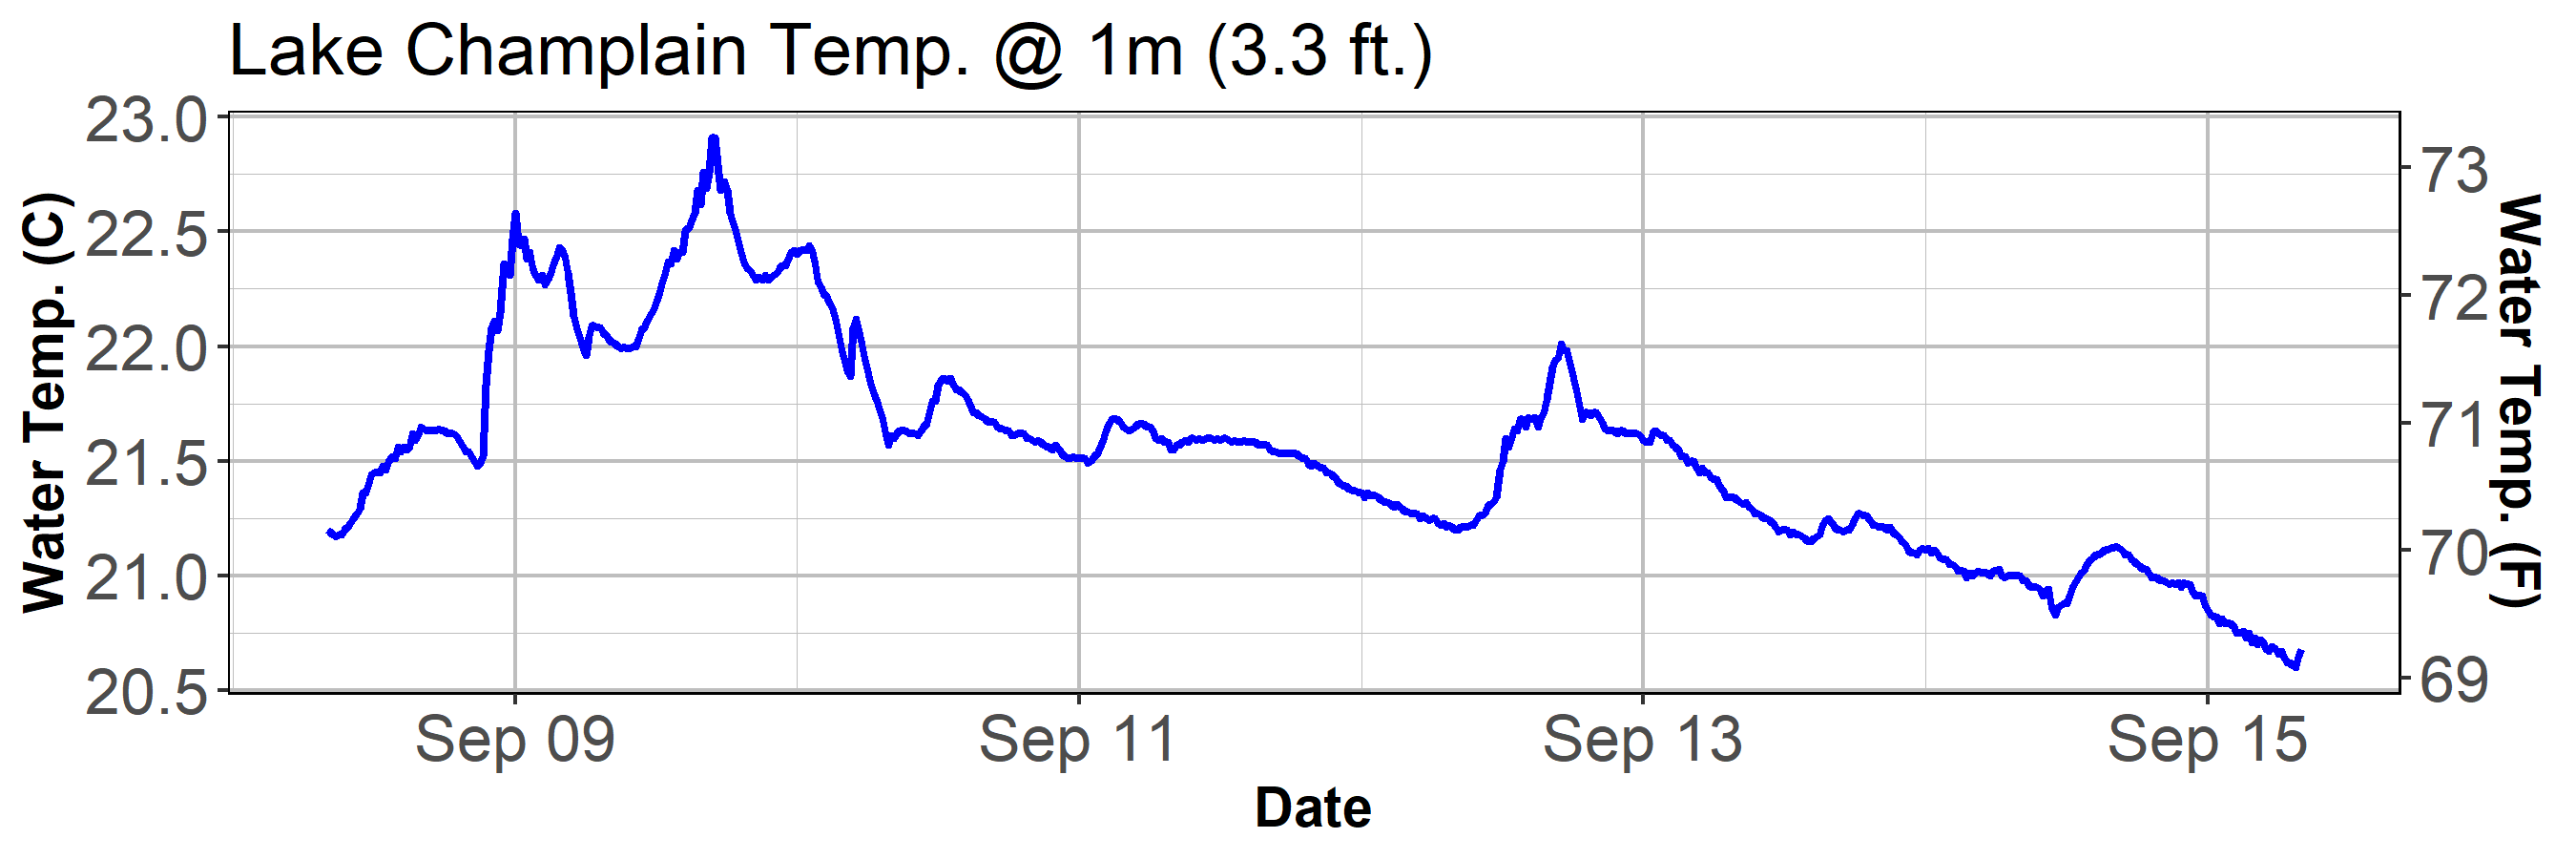 Lake Champlain Temp. @ 1m (3.3 ft.)
Water Temp. (C)
23.0
22.5
22.0
21.5
21.0
20.5
73
72
71
70
69
Water Temp. (F)
Sep 09 Sep 11 Sep 13 Sep 15
Date